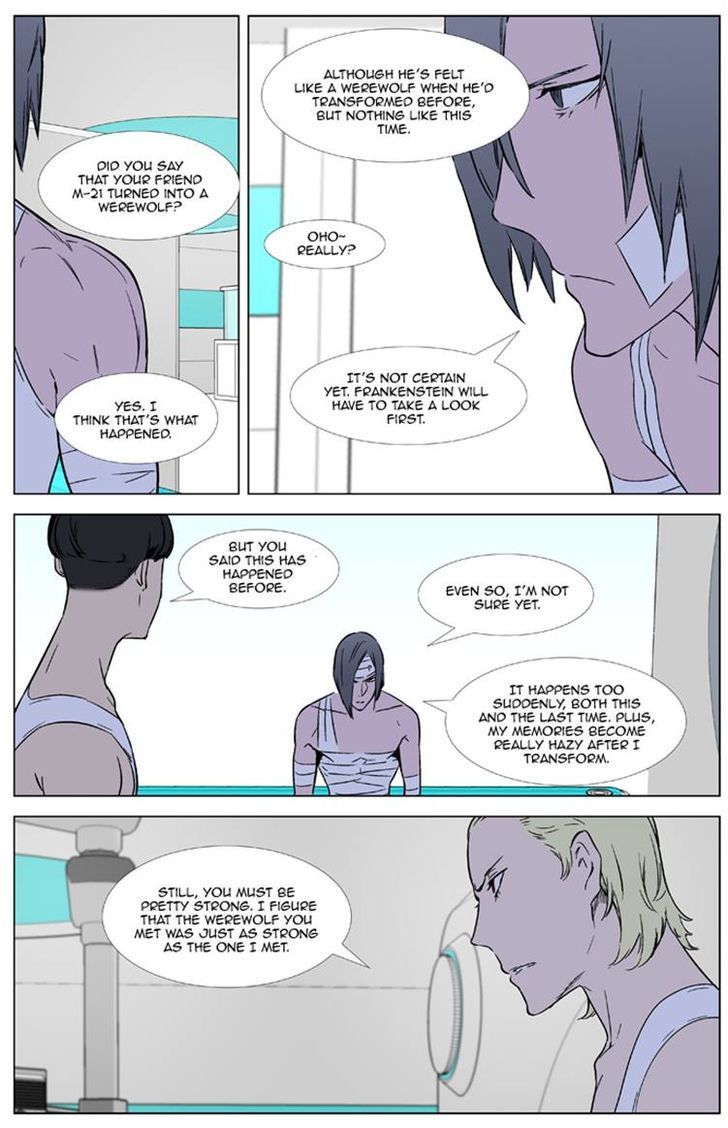 DID YOU SAY
THAT YOUR FRIEND
M-21 TURNED INTO A
WEREWOLF?
YES. I
THINK THAT'S WHAT
HAPPENED.
ALTHOUGH HE'S FELT
LIKE A WEREWOLF WHEN HE'D
TRANSFORMED BEFORE,
BUT NOTHING LIKE THIS
TIME.
OHO~
REALLY?
IT'S NOT CERTAIN
YET. FRANKENSTEIN WILL
HAVE TO TAKE A LOOK
FIRST.
BUT YOU
SAID THIS HAS
HAPPENED
BEFORE.
EVEN SO, I'M NOT
SURE YET.
IT HAPPENS TOO
SUDDENLY, BOTH THIS
AND THE LAST TIME. PLUS,
MY MEMORIES BECOME
REALLY HAZY AFTER I
TRANSFORM.
STILL, YOU MUST BE
PRETTY STRONG. I FIGURE
THAT THE WEREWOLF YOU
MET WAS JUST AS STRONG
AS THE ONE I MET.